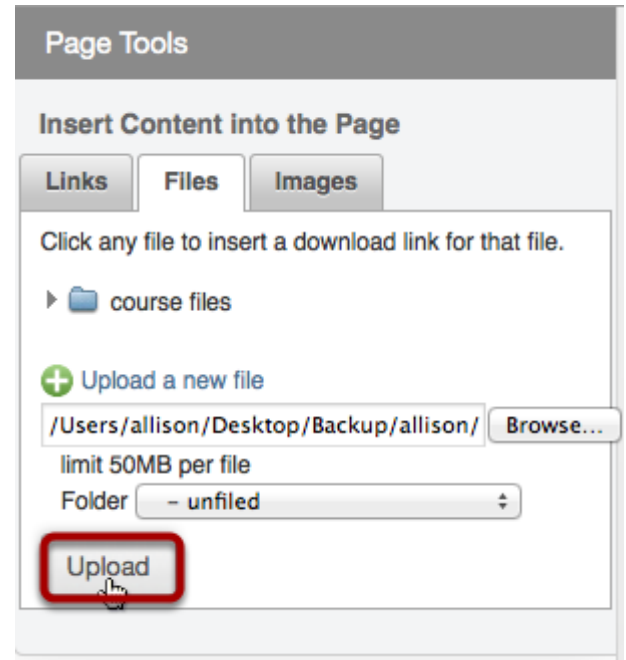 Page Tools
Insert Content into the Page
Links Files Images
Click any file to insert a download link for that file.
course files
Upload a new file
/Users/allison/Desktop/Backup/allison/ Browse...
limit 50MB per file
Folder – unfiled
Upload